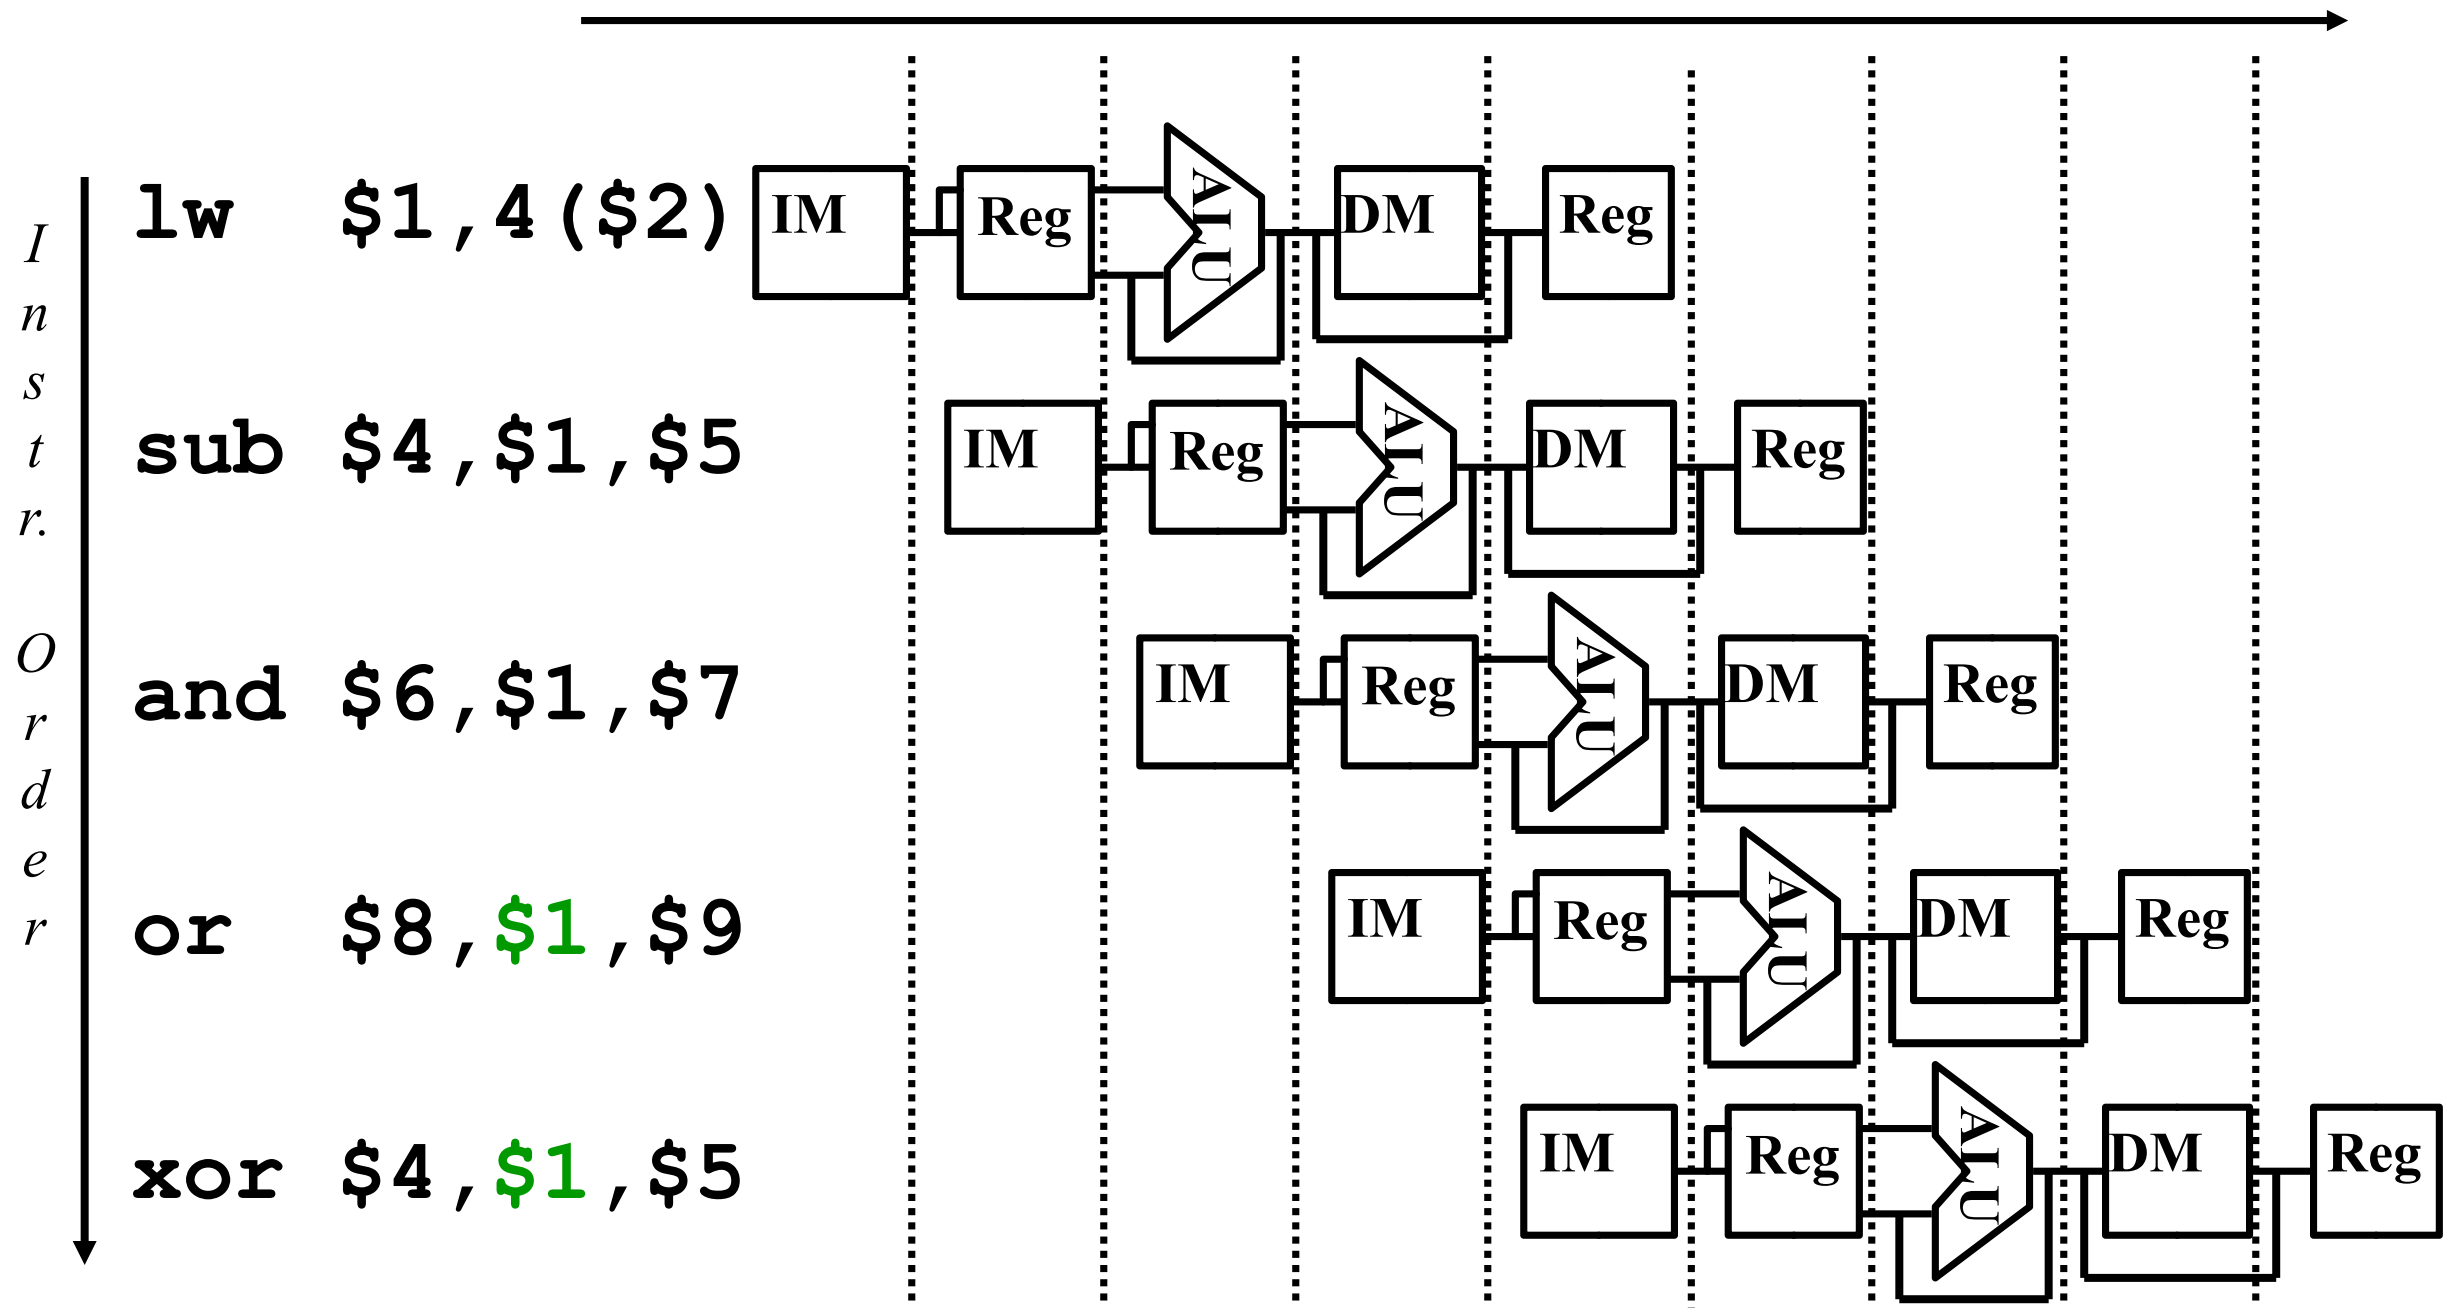 Instr. Order
lw $1,4($2) IM Reg ALU DM Reg
sub $4,$1,$5 IM Reg ALU DM Reg
and $6,$1,$7 IM Reg ALU DM Reg
or $8,$1,$9 IM Reg ALU DM Reg
xor $4,$1,$5 IM Reg ALU DM Reg